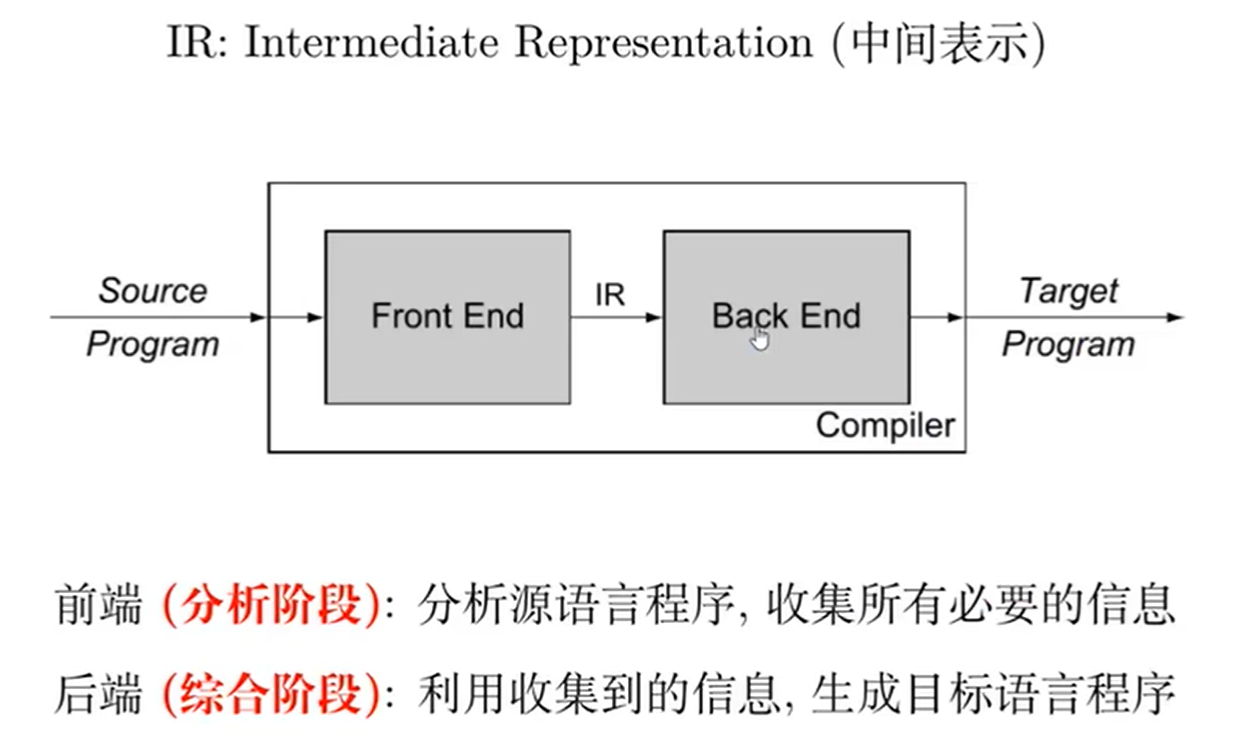 IR: Intermediate Representation (中间表示)
Source
Program
Front End
IR
Back End
Target
Program
Compiler
前端 (分析阶段): 分析源语言程序, 收集所有必要的信息
后端 (综合阶段): 利用收集到的信息, 生成目标语言程序